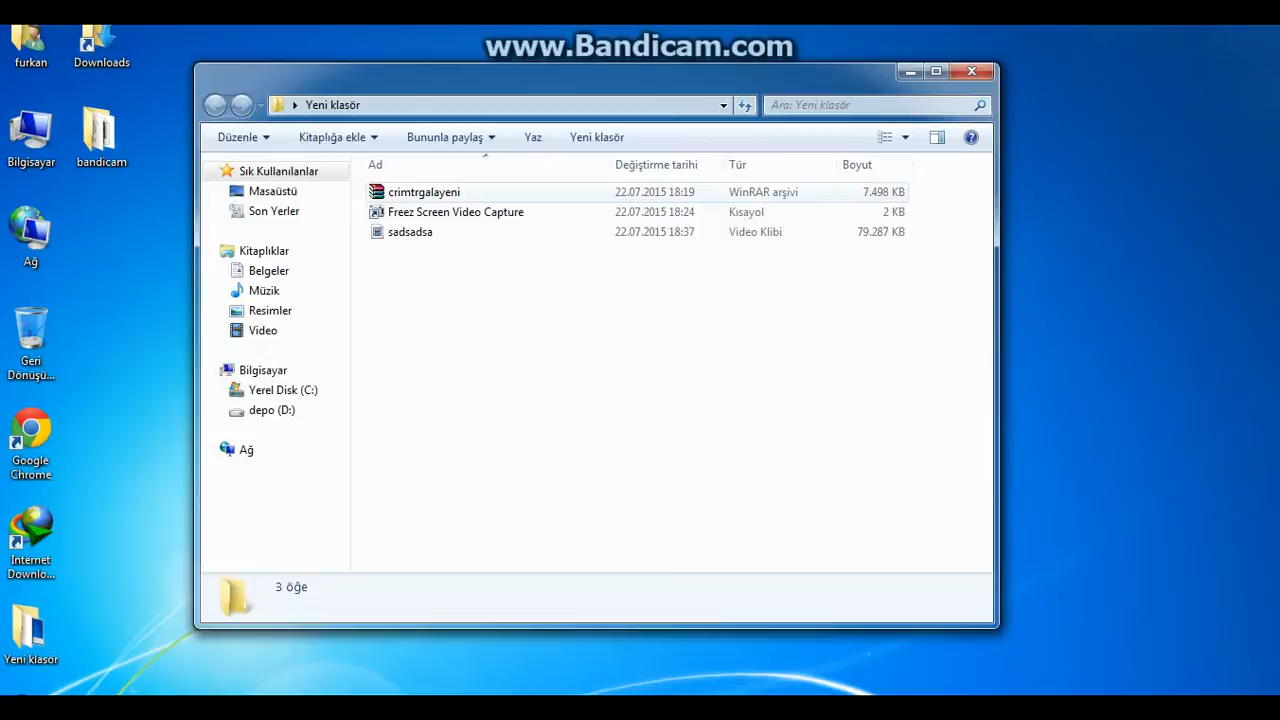 www.Bandicam.com
furkan
Downloads
Bilgisayar
bandicam
Ağ
Geri
Dönüşü...
Google
Chrome
Internet
Downlo...
Yeni klasör
Yeni klasör
Ara: Yeni klasör
Düzenle Kitaplığa ekle Bununla paylaş Yaz Yeni klasör
Sık Kullanılanlar
Masaüstü
Son Yerler
Kitaplıklar
Belgeler
Müzik
Resimler
Video
Bilgisayar
Yerel Disk (C:)
depo (D:)
Ağ
Ad Değiştirme tarihi Tür Boyut
crimtrgalayeni 22.07.2015 18:19 WinRAR arşivi 7.498 KB
Freez Screen Video Capture 22.07.2015 18:24 Kısayol 2 KB
sadsadsa 22.07.2015 18:37 Video Klibi 79.287 KB
3 öğe